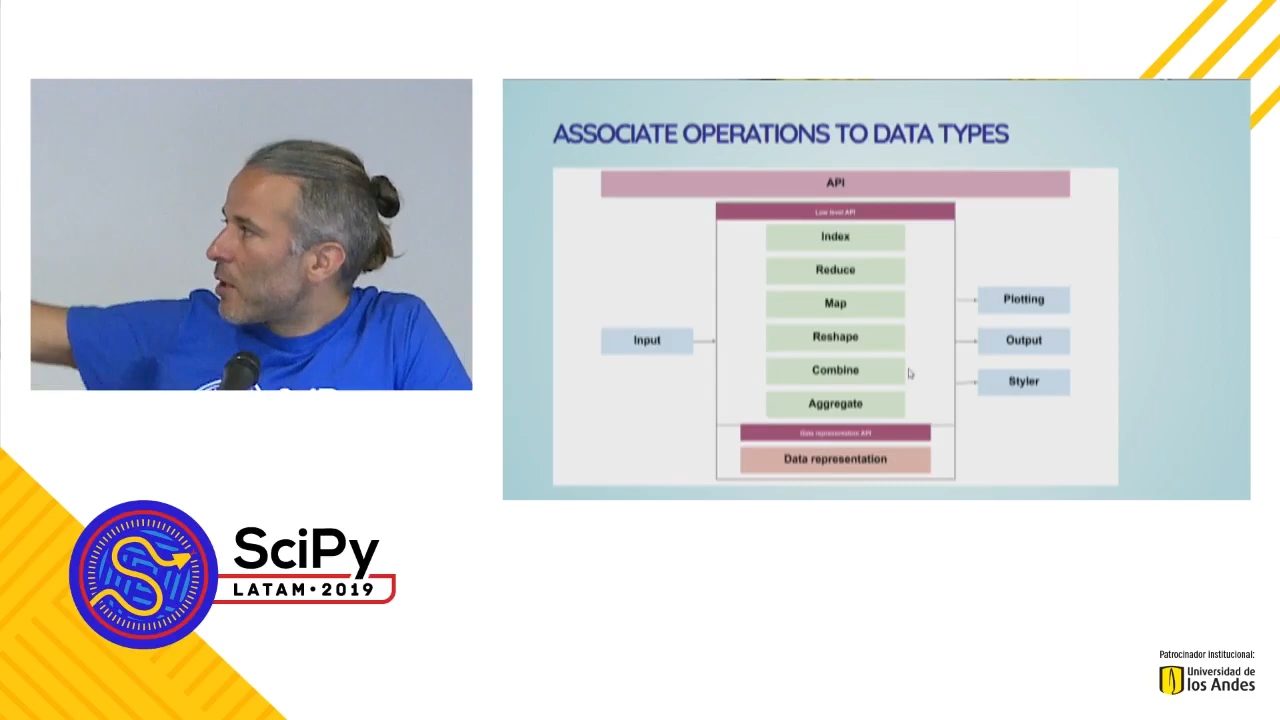 ASSOCIATE OPERATIONS TO DATA TYPES
API
Low level API
Index
Reduce
Map
Reshape
Combine
Aggregate
Data representation API
Data representation
Input
Plotting
Output
Styler
SciPy
LATAM·2019
Patrocinador institucional:
Universidad de
los Andes